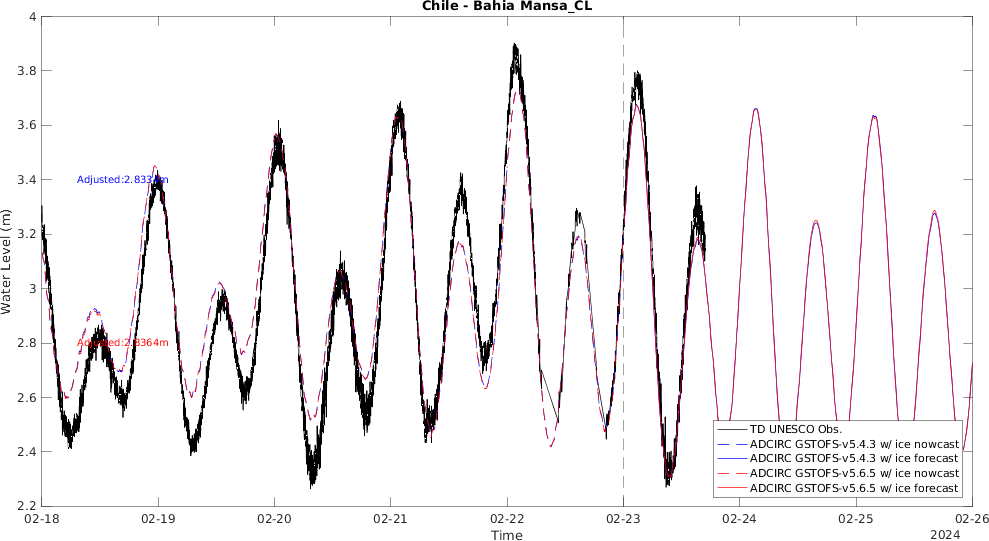 Chile - Bahia Mansa_CL
Water Level (m)
4
3.8
3.6
3.4
3.2
3
2.8
2.6
2.4
2.2
Adjusted:2.833
Adjusted:2.8364m
TD UNESCO Obs.
ADCIRC GSTOFS-v5.4.3 w/ ice nowcast
ADCIRC GSTOFS-v5.4.3 w/ ice forecast
ADCIRC GSTOFS-v5.6.5 w/ ice nowcast
ADCIRC GSTOFS-v5.6.5 w/ ice forecast
02-18 02-19 02-20 02-21 02-22 02-23 02-24 02-25 02-26
Time
2024